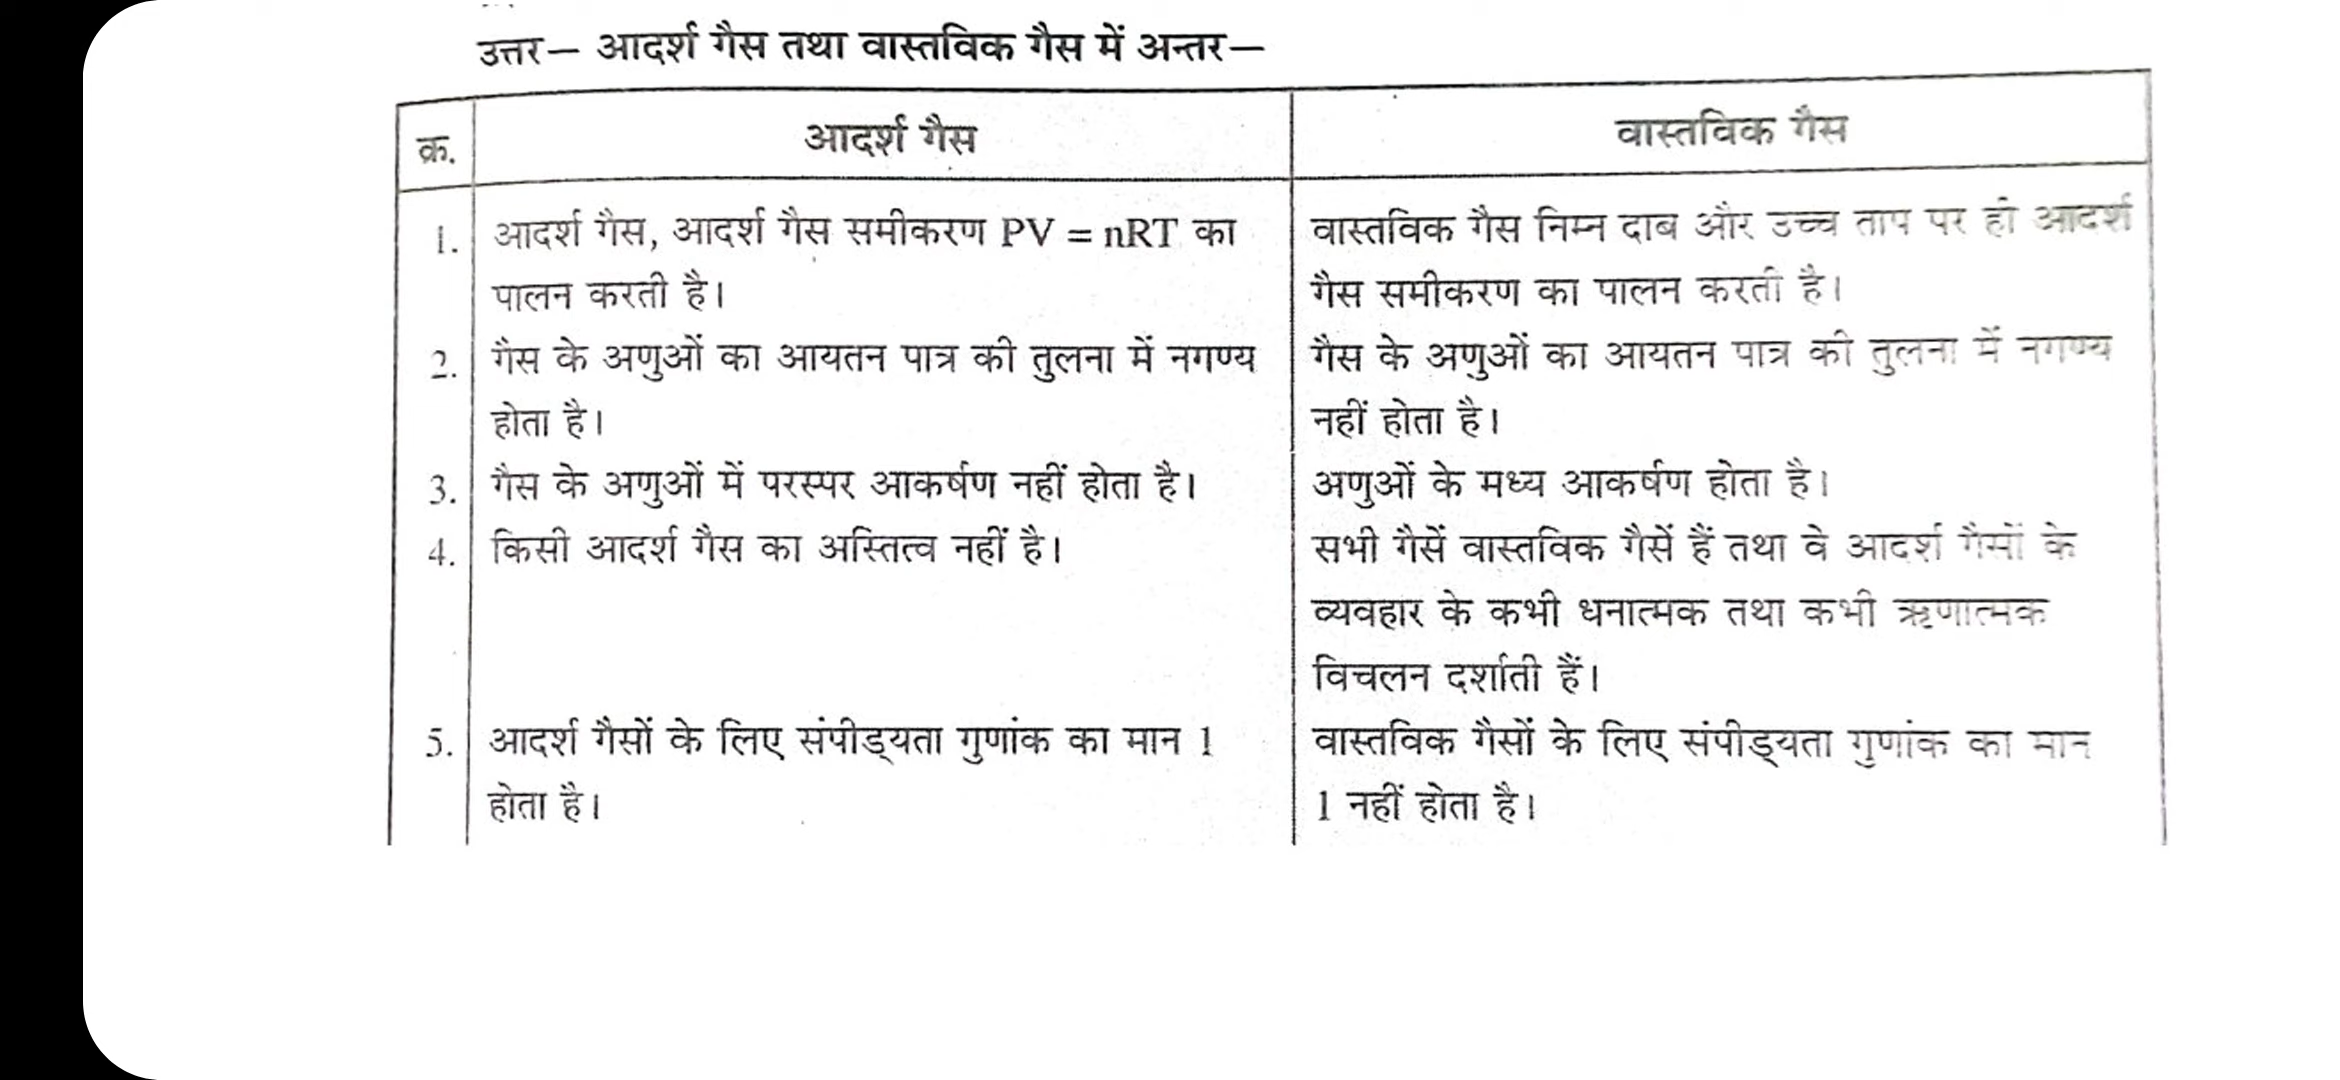 उत्तर— आदर्श गैस तथा वास्तविक गैस में अन्तर—
क्र. आदर्श गैस वास्तविक गैस
1. आदर्श गैस, आदर्श गैस समीकरण PV = nRT का वास्तविक गैस निम्न दाब और उच्च ताप पर ही आदर्श
पालन करती है। गैस समीकरण का पालन करती है।
2. गैस के अणुओं का आयतन पात्र की तुलना में नगण्य गैस के अणुओं का आयतन पात्र की तुलना में नगण्य
होता है। नहीं होता है।
3. गैस के अणुओं में परस्पर आकर्षण नहीं होता है। अणुओं के मध्य आकर्षण होता है।
4. किसी आदर्श गैस का अस्तित्व नहीं है। सभी गैसें वास्तविक गैसें हैं तथा वे आदर्श गैसों के
व्यवहार के कभी धनात्मक तथा कभी ऋणात्मक
विचलन दर्शाती हैं।
5. आदर्श गैसों के लिए संपीड्यता गुणांक का मान 1 वास्तविक गैसों के लिए संपीड्यता गुणांक का मान
होता है। 1 नहीं होता है।